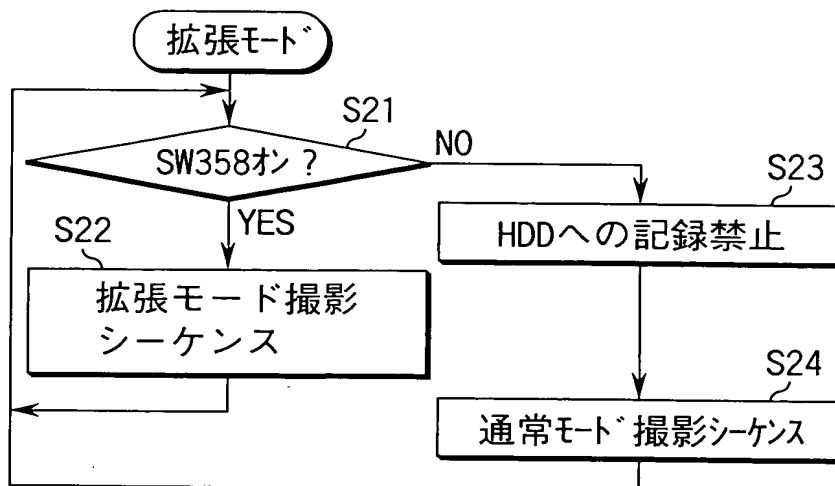 拡張ﾓｰﾄﾞ
S21
SW358ｵﾝ ?
NO
YES
S22
拡張モード撮影
シーケンス
S23
HDDへの記録禁止
S24
通常ﾓｰﾄﾞ撮影ｼｰｹﾝｽ